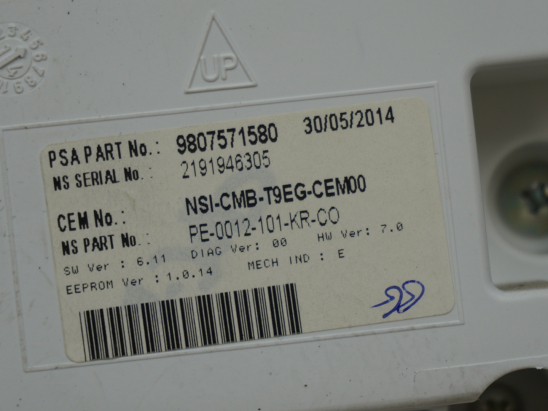 UP
PSA PART No.: 9807571580 30/05/2014
NS SERIAL No.: 2191946305
CEM No.: NSI-CMB-T9EG-CEM00
NS PART No.: PE-0012-101-KR-CO
SW Ver : 6.11 DIAG Ver: 00 HW Ver: 7.0
EEPROM Ver : 1.0.14 MECH IND : E